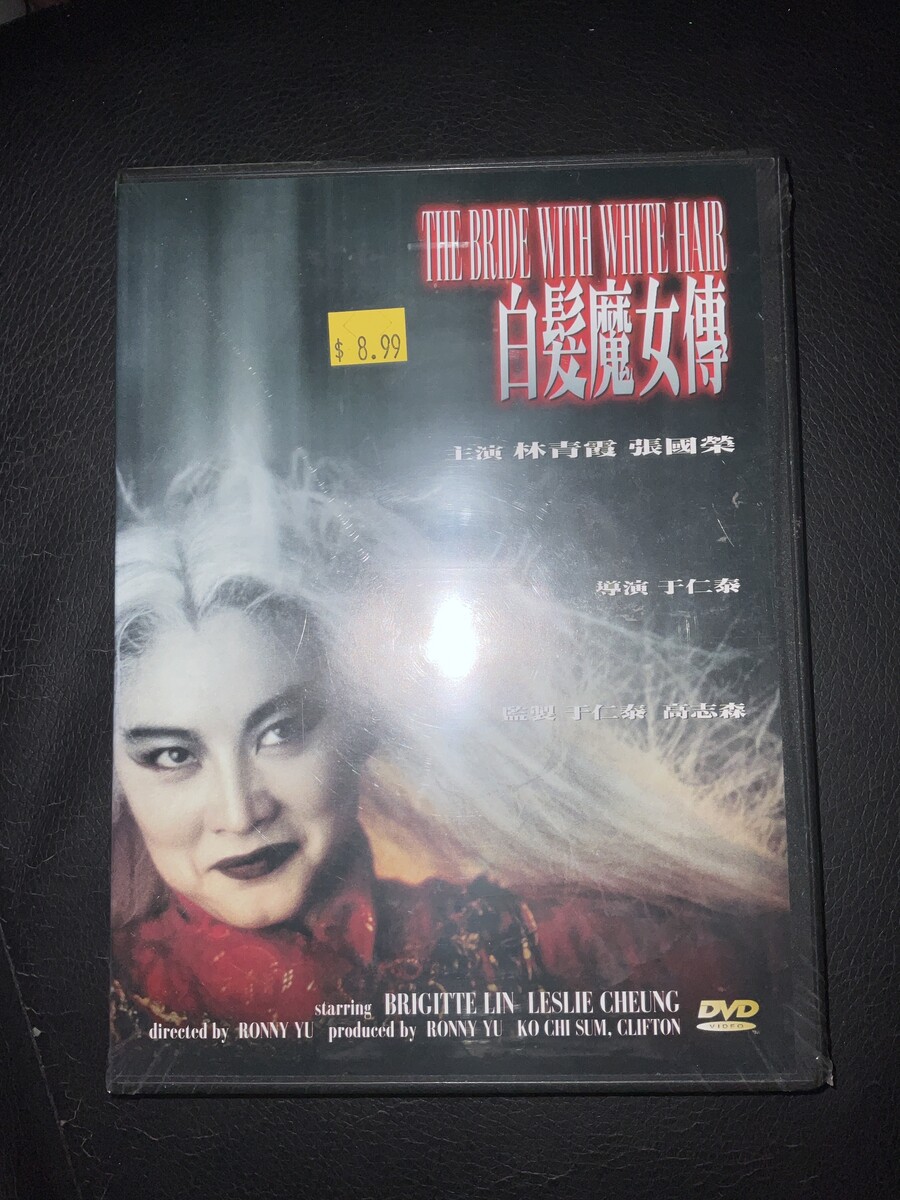 THE BRIDE WITH WHITE HAIR
白髮魔女傳
$ 8.99
主演 林青霞 張國榮
導演 于仁泰
監製 于仁泰 高志森
starring BRIGITTE LIN LESLIE CHEUNG
directed by RONNY YU produced by RONNY YU KO CHI SUM, CLIFTON
DVD
VIDEO